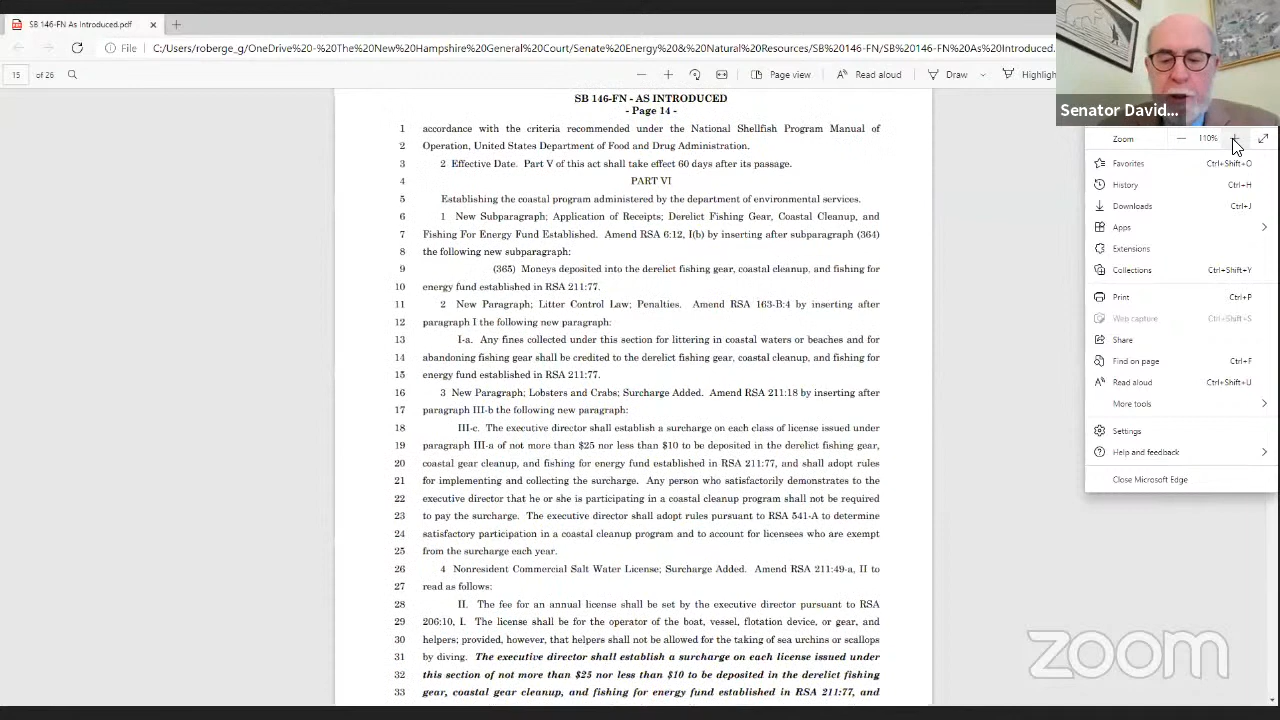 SB 146-FN As Introduced.pdf
File
C:/Users/roberge_g/OneDrive%20-%20The%20New%20Hampshire%20General%20Court/Senate%20Energy%20&%20Natural%20Resources/SB%20146-FN/SB%20146-FN%20As%20Introduced.
15 of 26
Page view
Read aloud
Draw
Highligh
Senator David...
SB 146-FN - AS INTRODUCED
- Page 14 -
1 accordance with the criteria recommended under the National Shellfish Program Manual of
2 Operation, United States Department of Food and Drug Administration.
3 2 Effective Date. Part V of this act shall take effect 60 days after its passage.
4 PART VI
5 Establishing the coastal program administered by the department of environmental services.
6 1 New Subparagraph; Application of Receipts; Derelict Fishing Gear, Coastal Cleanup, and
7 Fishing For Energy Fund Established. Amend RSA 6:12, I(b) by inserting after subparagraph (364)
8 the following new subparagraph:
9 (365) Moneys deposited into the derelict fishing gear, coastal cleanup, and fishing for
10 energy fund established in RSA 211:77.
11 2 New Paragraph; Litter Control Law; Penalties. Amend RSA 163-B:4 by inserting after
12 paragraph I the following new paragraph:
13 I-a. Any fines collected under this section for littering in coastal waters or beaches and for
14 abandoning fishing gear shall be credited to the derelict fishing gear, coastal cleanup, and fishing for
15 energy fund established in RSA 211:77.
16 3 New Paragraph; Lobsters and Crabs; Surcharge Added. Amend RSA 211:18 by inserting after
17 paragraph III-b the following new paragraph:
18 III-c. The executive director shall establish a surcharge on each class of license issued under
19 paragraph III-a of not more than $25 nor less than $10 to be deposited in the derelict fishing gear,
20 coastal gear cleanup, and fishing for energy fund established in RSA 211:77, and shall adopt rules
21 for implementing and collecting the surcharge. Any person who satisfactorily demonstrates to the
22 executive director that he or she is participating in a coastal cleanup program shall not be required
23 to pay the surcharge. The executive director shall adopt rules pursuant to RSA 541-A to determine
24 satisfactory participation in a coastal cleanup program and to account for licensees who are exempt
25 from the surcharge each year.
26 4 Nonresident Commercial Salt Water License; Surcharge Added. Amend RSA 211:49-a, II to
27 read as follows:
28 II. The fee for an annual license shall be set by the executive director pursuant to RSA
29 206:10, I. The license shall be for the operator of the boat, vessel, flotation device, or gear, and
30 helpers; provided, however, that helpers shall not be allowed for the taking of sea urchins or scallops
31 by diving. The executive director shall establish a surcharge on each license issued under
32 this section of not more than $25 nor less than $10 to be deposited in the derelict fishing
33 gear, coastal gear cleanup, and fishing for energy fund established in RSA 211:77, and
Zoom 110%
Favorites Ctrl+Shift+O
History Ctrl+H
Downloads Ctrl+J
Apps
Extensions
Collections Ctrl+Shift+Y
Print Ctrl+P
Web capture Ctrl+Shift+S
Share
Find on page Ctrl+F
Read aloud Ctrl+Shift+U
More tools
Settings
Help and feedback
Close Microsoft Edge
zoom